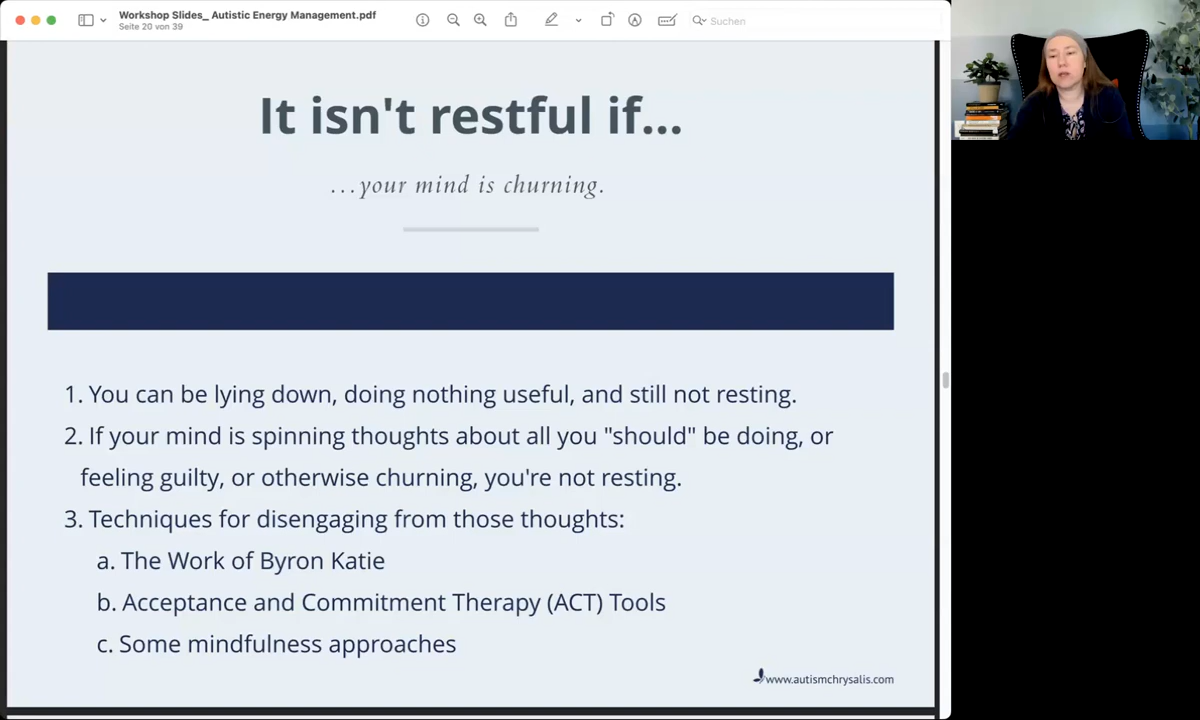 Workshop Slides_ Autistic Energy Management.pdf
Seite 20 von 39
Suchen
It isn't restful if...
...your mind is churning.
1. You can be lying down, doing nothing useful, and still not resting.
2. If your mind is spinning thoughts about all you "should" be doing, or
feeling guilty, or otherwise churning, you're not resting.
3. Techniques for disengaging from those thoughts:
a. The Work of Byron Katie
b. Acceptance and Commitment Therapy (ACT) Tools
c. Some mindfulness approaches
www.autismchrysalis.com